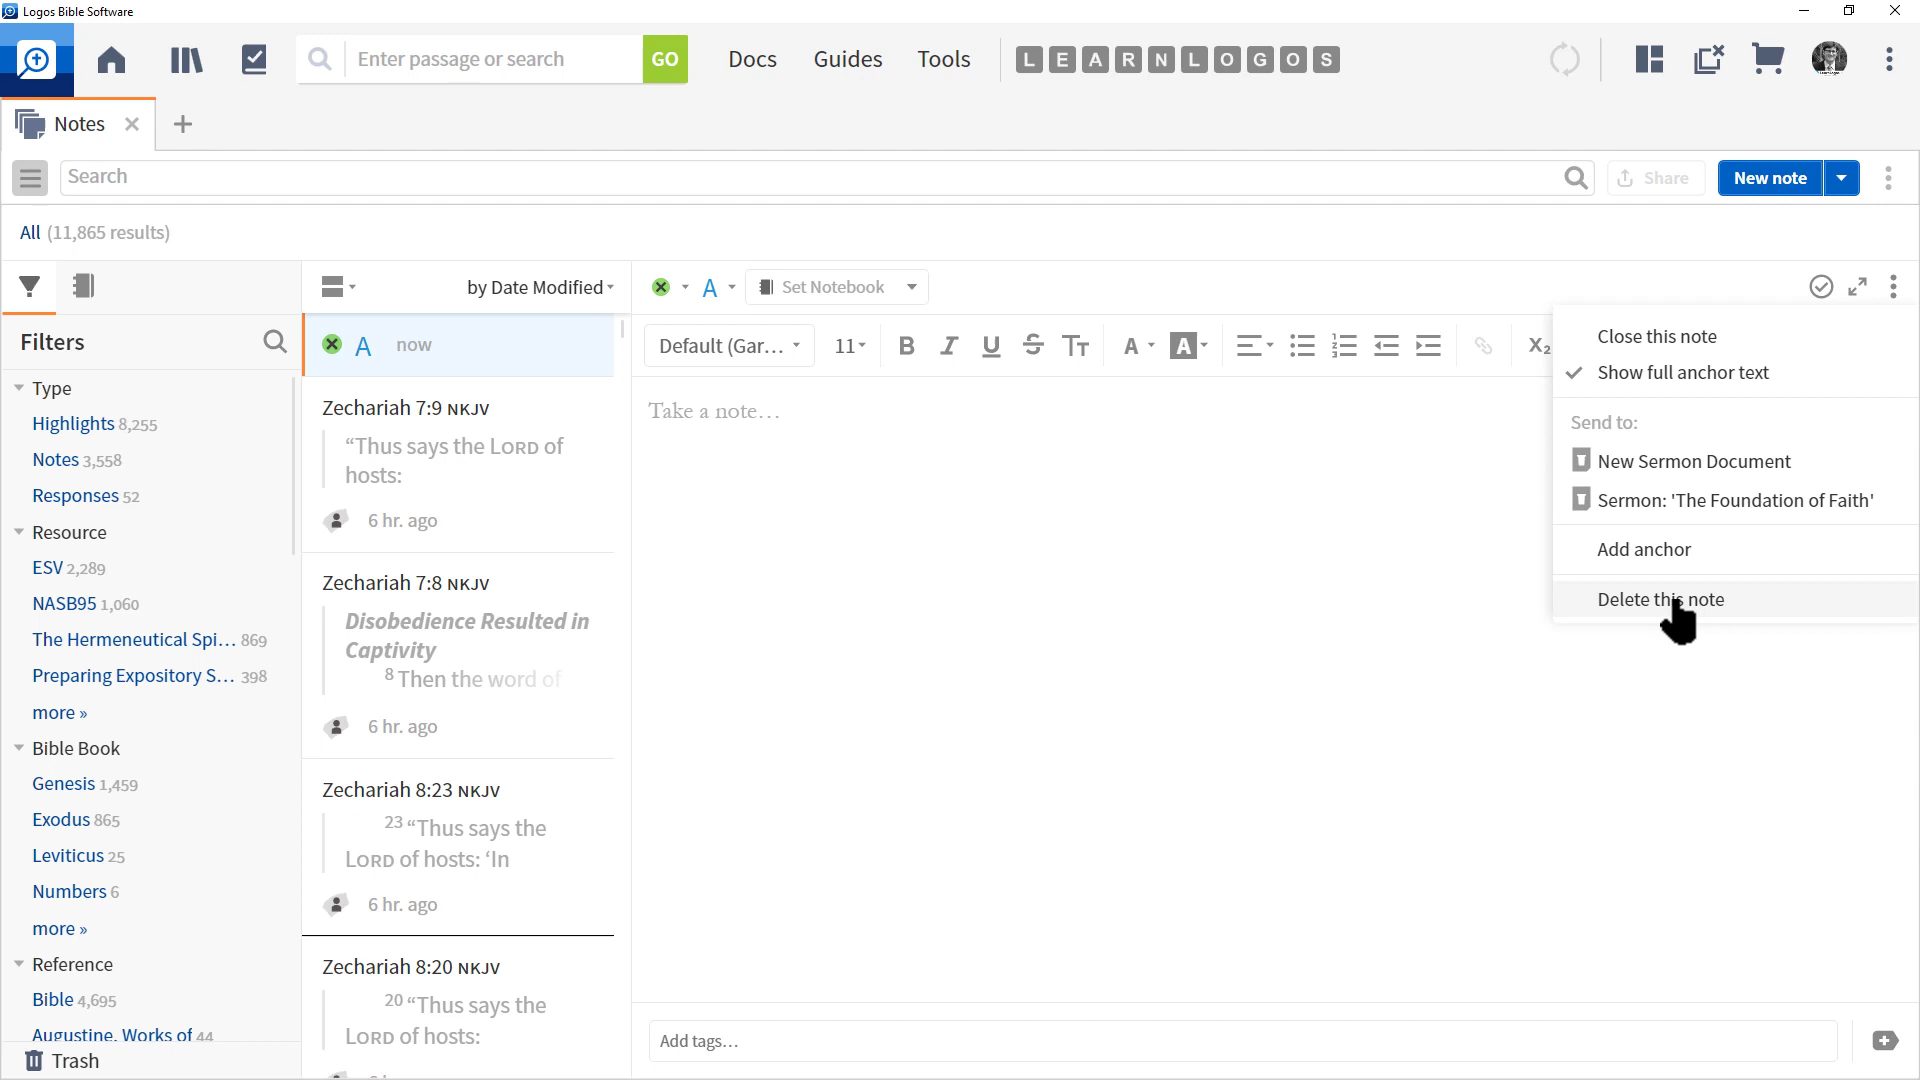 Logos Bible Software
Enter passage or search
GO
Docs
Guides
Tools
L E A R N L O G O S
Notes
Search
Share
New note
All (11,865 results)
by Date Modified
A
Set Notebook
Filters
A now
Default (Gar…
11
B I U S Tt
A
A
X₂
Close this note
Show full anchor text
Send to:
New Sermon Document
Sermon: 'The Foundation of Faith'
Add anchor
Delete this note
Type
Highlights 8,255
Notes 3,558
Responses 52
Resource
ESV 2,289
NASB95 1,060
The Hermeneutical Spi… 869
Preparing Expository S… 398
more »
Bible Book
Genesis 1,459
Exodus 865
Leviticus 25
Numbers 6
more »
Reference
Bible 4,695
Augustine, Works of 44
Trash
Zechariah 7:9 NKJV
“Thus says the LORD of
hosts:
6 hr. ago
Zechariah 7:8 NKJV
Disobedience Resulted in
Captivity
8 Then the word of
6 hr. ago
Zechariah 8:23 NKJV
23 “Thus says the
LORD of hosts: ‘In
6 hr. ago
Zechariah 8:20 NKJV
20 “Thus says the
LORD of hosts:
Take a note…
Add tags…